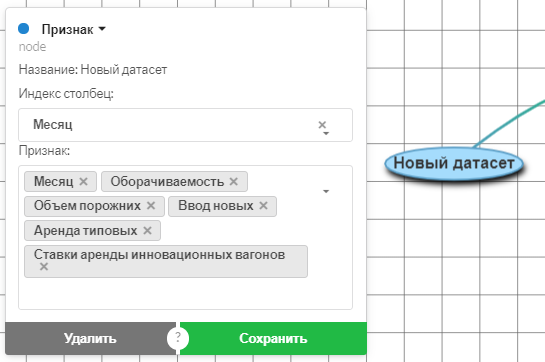 Признак
node
Название: Новый датасет
Индекс столбец:
Месяц ×
Признак:
Месяц × Оборачиваемость ×
Объем порожних × Ввод новых ×
Аренда типовых ×
Ставки аренды инновационных вагонов
×
Удалить ? Сохранить
Новый датасет